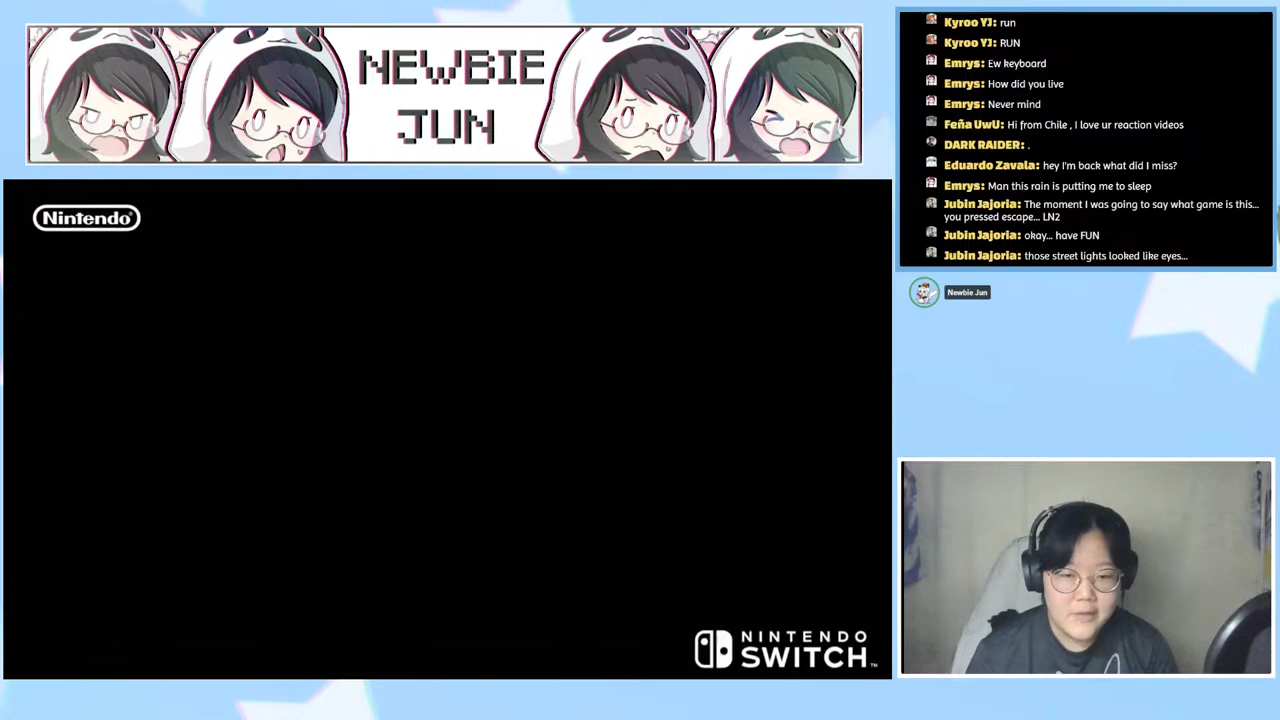 NEWBIE
JUN
Nintendo
NINTENDO
SWITCH
Kyroo YJ: run
Kyroo YJ: RUN
Emrys: Ew keyboard
Emrys: How did you live
Emrys: Never mind
Feña UwU: Hi from Chile , I love ur reaction videos
DARK RAIDER: .
Eduardo Zavala: hey I'm back what did I miss?
Emrys: Man this rain is putting me to sleep
Jubin Jajoria: The moment I was going to say what game is this...
you pressed escape... LN2
Jubin Jajoria: okay... have FUN
Jubin Jajoria: those street lights looked like eyes...
Newbie Jun